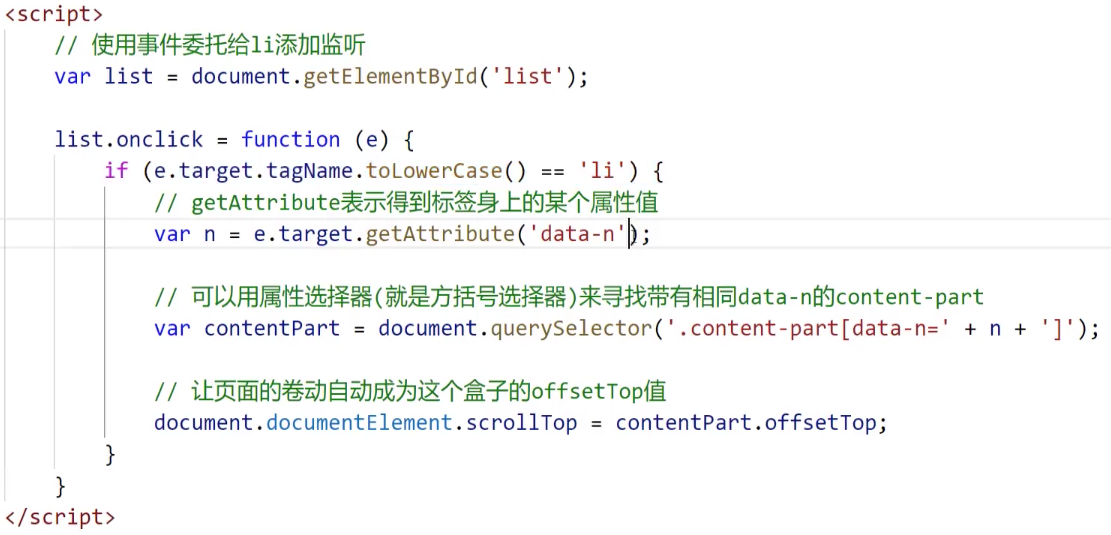 <script>
// 使用事件委托给li添加监听
var list = document.getElementById('list');
list.onclick = function (e) {
if (e.target.tagName.toLowerCase() == 'li') {
// getAttribute表示得到标签身上的某个属性值
var n = e.target.getAttribute('data-n');
// 可以用属性选择器(就是方括号选择器)来寻找带有相同data-n的content-part
var contentPart = document.querySelector('.content-part[data-n=' + n + ']');
// 让页面的卷动自动成为这个盒子的offsetTop值
document.documentElement.scrollTop = contentPart.offsetTop;
}
}
</script>